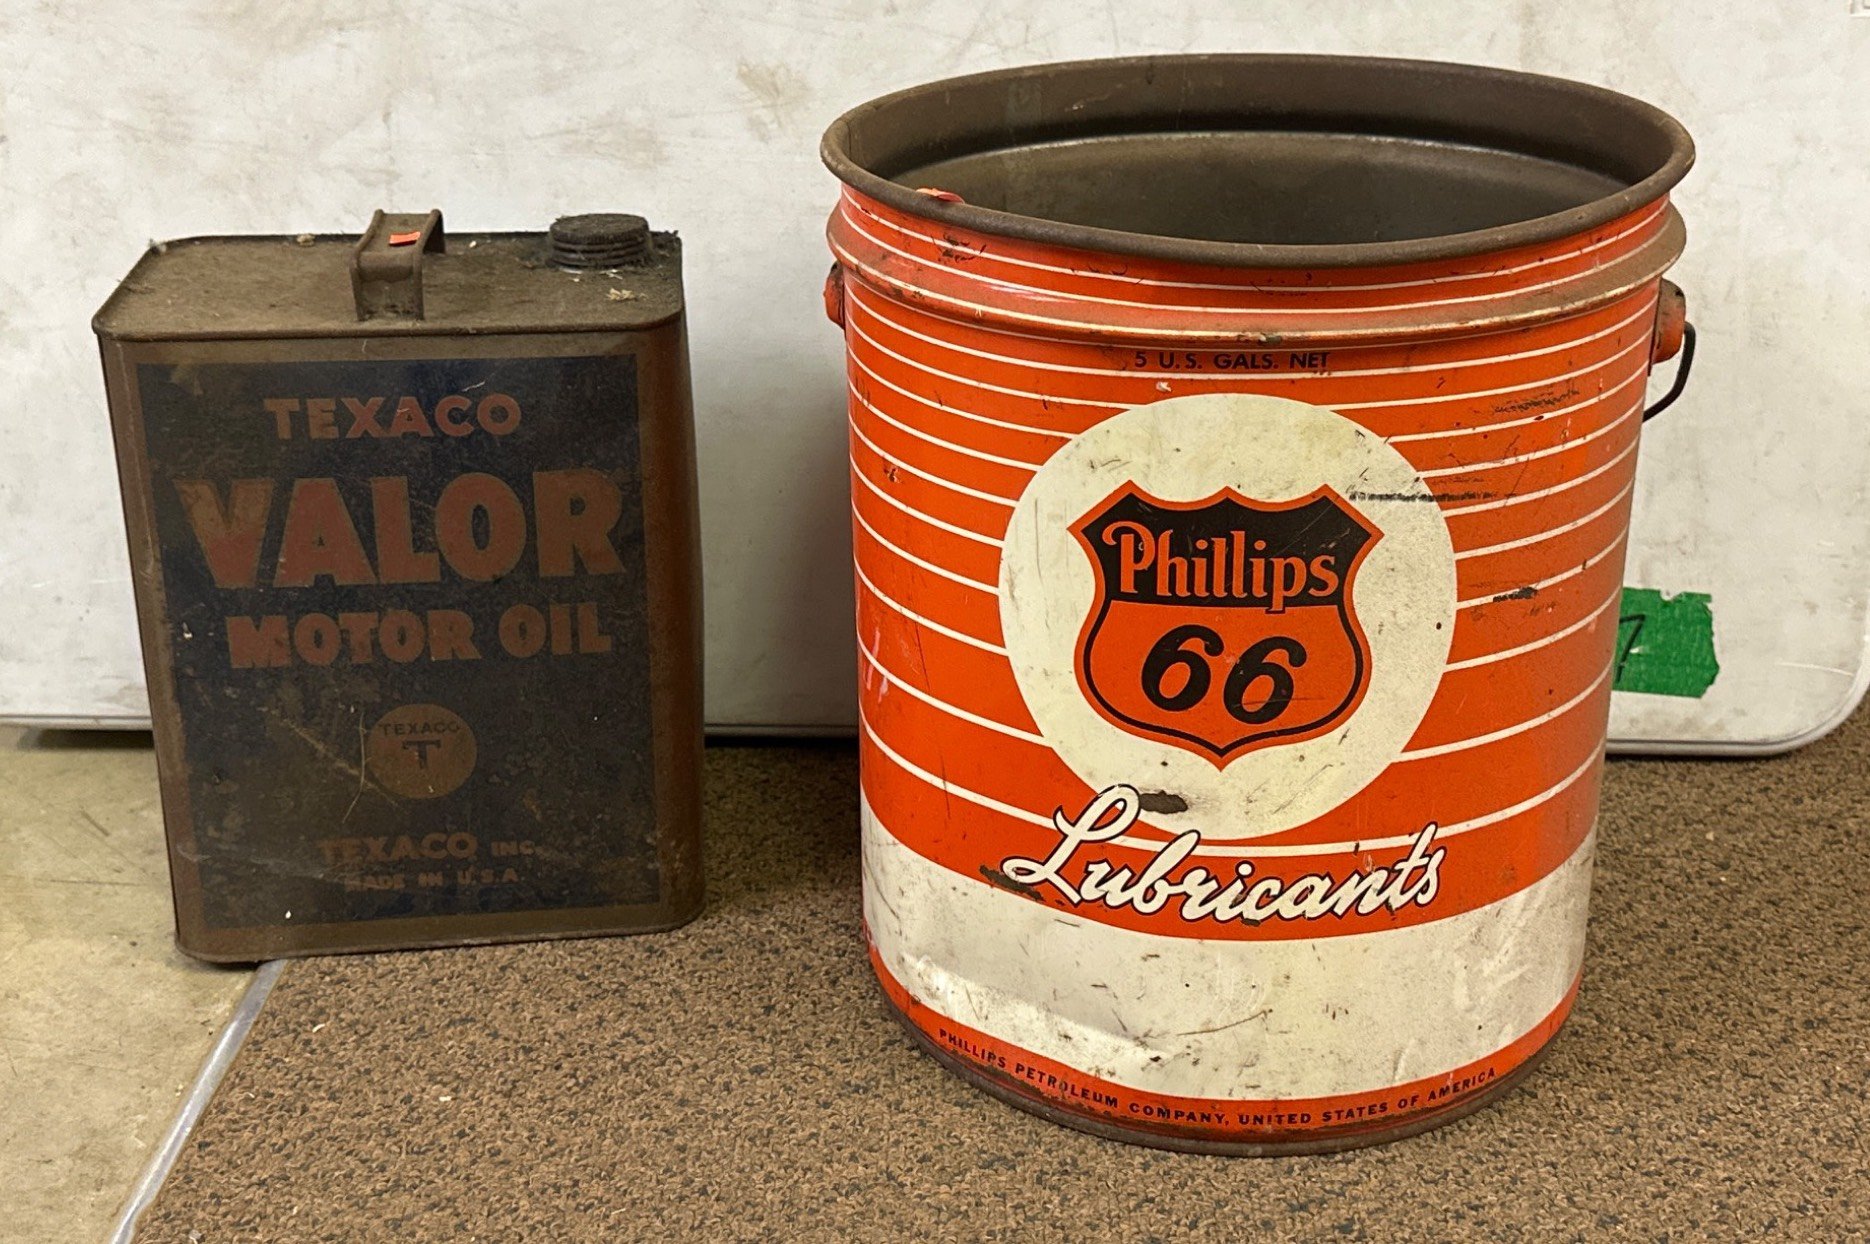 TEXACO
VALOR
MOTOR OIL
TEXACO
T
TEXACO INC.
MADE IN U.S.A.
5 U.S. GALS. NET
Phillips
66
Lubricants
PHILLIPS PETROLEUM COMPANY, UNITED STATES OF AMERICA
7